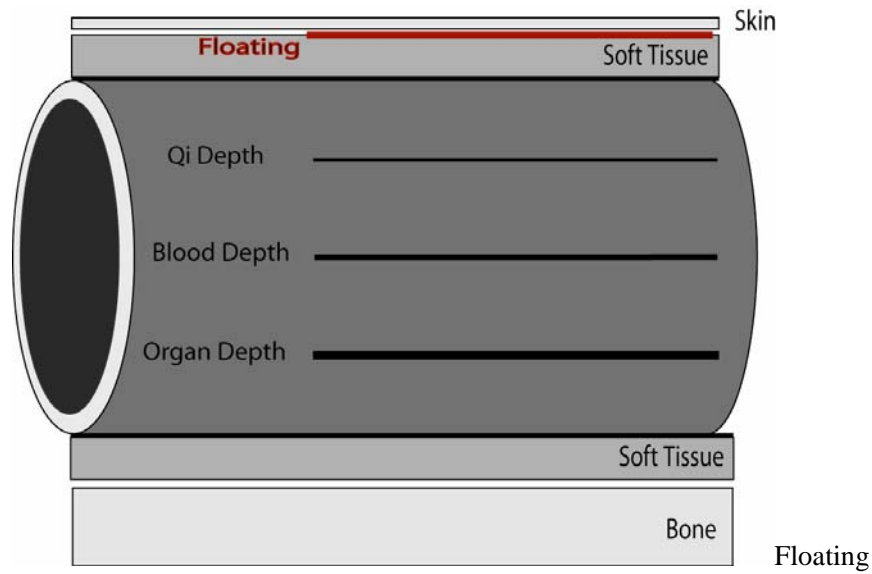 Skin
Floating
Soft Tissue
Qi Depth
Blood Depth
Organ Depth
Soft Tissue
Bone
Floating